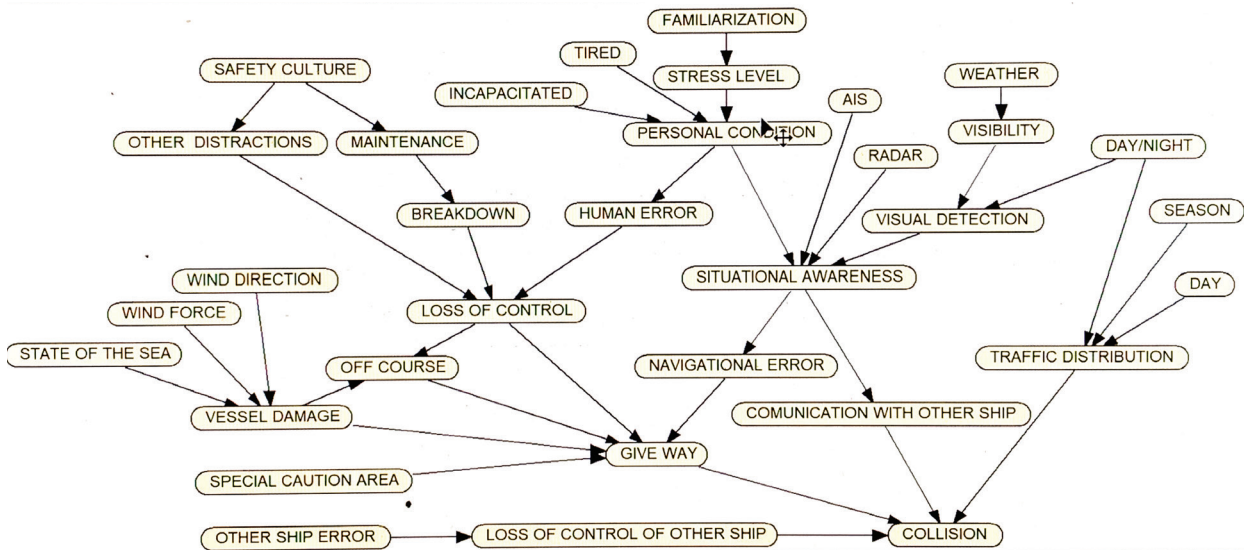 FAMILIARIZATION
TIRED
SAFETY CULTURE
STRESS LEVEL
WEATHER
INCAPACITATED
AIS
OTHER DISTRACTIONS
MAINTENANCE
PERSONAL CONDITION
VISIBILITY
DAY/NIGHT
RADAR
BREAKDOWN
HUMAN ERROR
VISUAL DETECTION
SEASON
WIND DIRECTION
SITUATIONAL AWARENESS
DAY
WIND FORCE
LOSS OF CONTROL
STATE OF THE SEA
OFF COURSE
NAVIGATIONAL ERROR
TRAFFIC DISTRIBUTION
VESSEL DAMAGE
COMUNICATION WITH OTHER SHIP
GIVE WAY
SPECIAL CAUTION AREA
OTHER SHIP ERROR
LOSS OF CONTROL OF OTHER SHIP
COLLISION